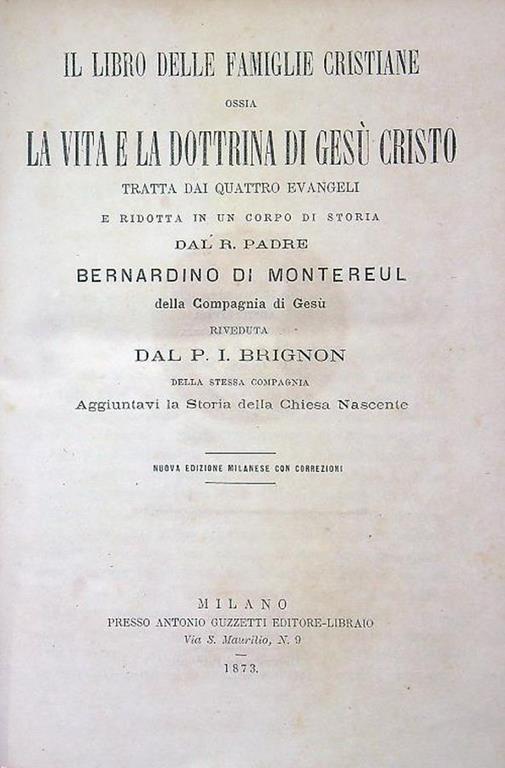 IL LIBRO DELLE FAMIGLIE CRISTIANE
OSSIA
LA VITA E LA DOTTRINA DI GESÙ CRISTO
TRATTA DAI QUATTRO EVANGELI
E RIDOTTA IN UN CORPO DI STORIA
DAL R. PADRE
BERNARDINO DI MONTEREUL
della Compagnia di Gesù
RIVEDUTA
DAL P. I. BRIGNON
DELLA STESSA COMPAGNIA
Aggiuntavi la Storia della Chiesa Nascente
NUOVA EDIZIONE MILANESE CON CORREZIONI
MILANO
PRESSO ANTONIO GUZZETTI EDITORE-LIBRAIO
Via S. Maurilio, N. 9
1873.